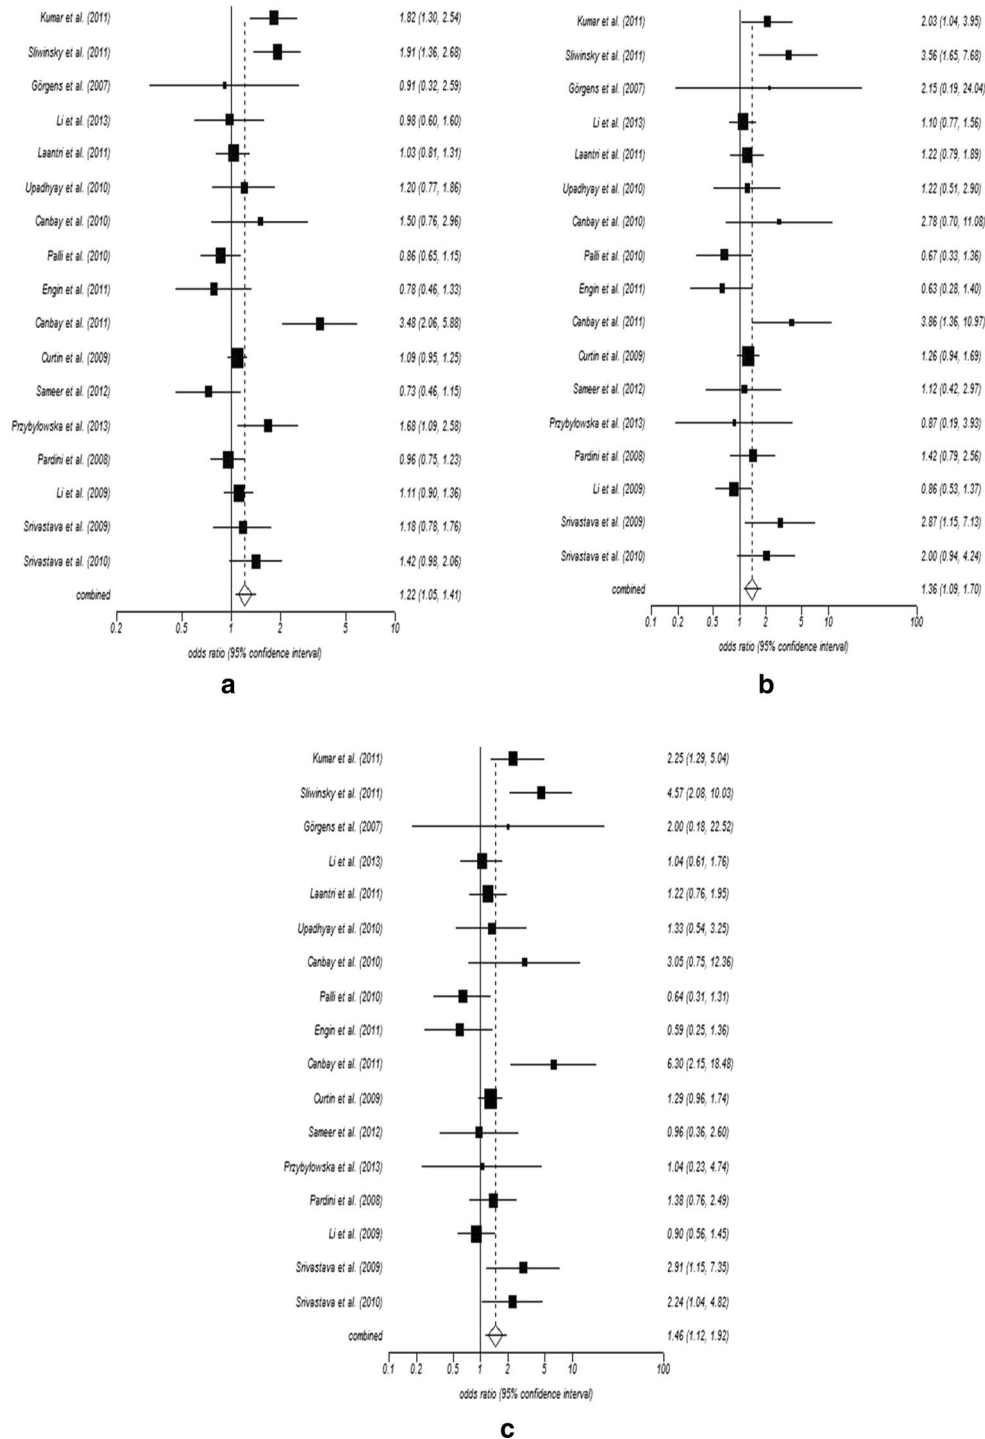 Kumar et al. (2011) 1.82 (1.30, 2.54)
Sliwinsky et al. (2011) 1.91 (1.36, 2.68)
Görgens et al. (2007) 0.91 (0.32, 2.59)
Li et al. (2013) 0.98 (0.60, 1.60)
Laantri et al. (2011) 1.03 (0.81, 1.31)
Upadhyay et al. (2010) 1.20 (0.77, 1.86)
Canbay et al. (2010) 1.50 (0.76, 2.96)
Palli et al. (2010) 0.86 (0.65, 1.15)
Engin et al. (2011) 0.78 (0.46, 1.33)
Canbay et al. (2011) 3.48 (2.06, 5.88)
Curtin et al. (2009) 1.09 (0.95, 1.25)
Sameer et al. (2012) 0.73 (0.46, 1.15)
Przybylowska et al. (2013) 1.68 (1.09, 2.58)
Pardini et al. (2008) 0.96 (0.75, 1.23)
Li et al. (2009) 1.11 (0.90, 1.36)
Srivastava et al. (2009) 1.18 (0.78, 1.76)
Srivastava et al. (2010) 1.42 (0.98, 2.06)
combined 1.22 (1.05, 1.41)
0.2 0.5 1 2 5 10
odds ratio (95% confidence interval)
a
Kumar et al. (2011) 2.03 (1.04, 3.95)
Sliwinsky et al. (2011) 3.56 (1.65, 7.68)
Görgens et al. (2007) 2.15 (0.19, 24.04)
Li et al. (2013) 1.10 (0.77, 1.56)
Laantri et al. (2011) 1.22 (0.79, 1.89)
Upadhyay et al. (2010) 1.22 (0.51, 2.90)
Canbay et al. (2010) 2.78 (0.70, 11.08)
Palli et al. (2010) 0.67 (0.33, 1.36)
Engin et al. (2011) 0.63 (0.28, 1.40)
Canbay et al. (2011) 3.86 (1.36, 10.97)
Curtin et al. (2009) 1.26 (0.94, 1.69)
Sameer et al. (2012) 1.12 (0.42, 2.97)
Przybylowska et al. (2013) 0.87 (0.19, 3.93)
Pardini et al. (2008) 1.42 (0.79, 2.56)
Li et al. (2009) 0.86 (0.53, 1.37)
Srivastava et al. (2009) 2.87 (1.15, 7.13)
Srivastava et al. (2010) 2.00 (0.94, 4.24)
combined 1.36 (1.09, 1.70)
0.1 0.2 0.5 1 2 5 10 100
odds ratio (95% confidence interval)
b
Kumar et al. (2011) 2.25 (1.29, 5.04)
Sliwinsky et al. (2011) 4.57 (2.08, 10.03)
Görgens et al. (2007) 2.00 (0.18, 22.52)
Li et al. (2013) 1.04 (0.61, 1.76)
Laantri et al. (2011) 1.22 (0.76, 1.95)
Upadhyay et al. (2010) 1.33 (0.54, 3.25)
Canbay et al. (2010) 3.05 (0.75, 12.36)
Palli et al. (2010) 0.64 (0.31, 1.31)
Engin et al. (2011) 0.59 (0.25, 1.36)
Canbay et al. (2011) 6.30 (2.15, 18.48)
Curtin et al. (2009) 1.29 (0.96, 1.74)
Sameer et al. (2012) 0.96 (0.36, 2.60)
Przybylowska et al. (2013) 1.04 (0.23, 4.74)
Pardini et al. (2008) 1.38 (0.76, 2.49)
Li et al. (2009) 0.90 (0.56, 1.45)
Srivastava et al. (2009) 2.91 (1.15, 7.35)
Srivastava et al. (2010) 2.24 (1.04, 4.82)
combined 1.46 (1.12, 1.92)
0.1 0.2 0.5 1 2 5 10 100
odds ratio (95% confidence interval)
c